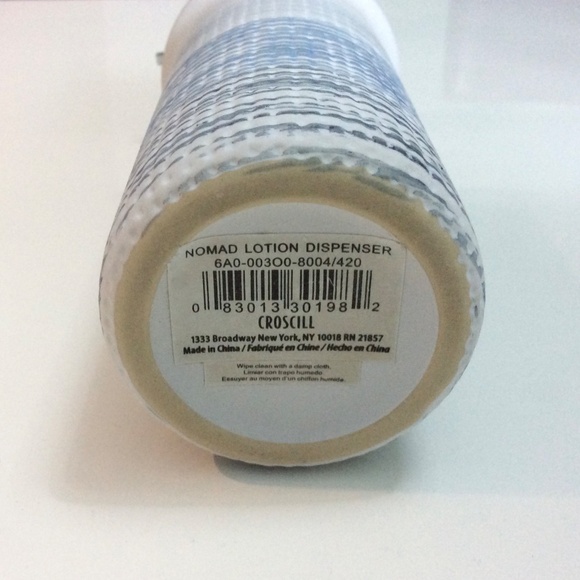 NOMAD LOTION DISPENSER
6A0-003O0-8004/420
0 83013 30198 2
CROSCILL
1333 Broadway New York, NY 10018 RN 21857
Made in China / Fabriqué en Chine / Hecho en China
Wipe clean with a damp cloth.
Limiar con trapo humedo
Essuyer au moyen d'un chiffon humide.